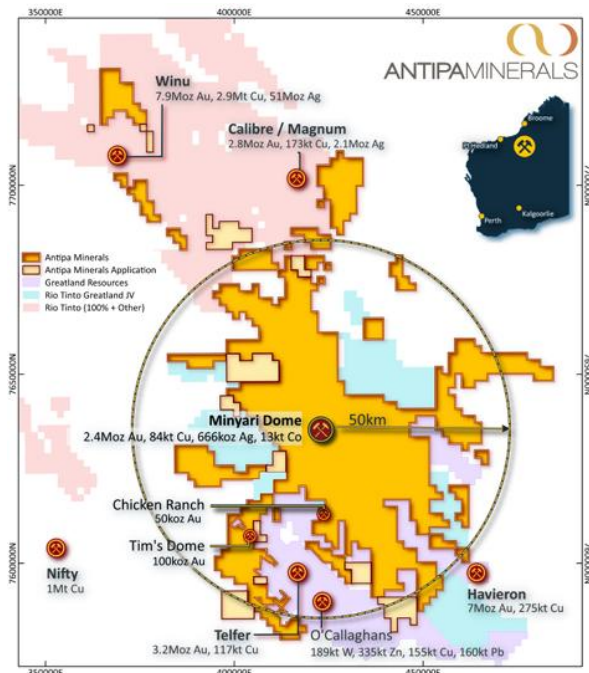 350000E
400000E
450000E
ANTIPAMINERALS
Winu
7.9Moz Au, 2.9Mt Cu, 51Moz Ag
Calibre / Magnum
2.8Moz Au, 173kt Cu, 2.1Moz Ag
Broome
Perth
Kalgoorlie
7700000N
7700000N
Antipa Minerals
Antipa Minerals Application
Greatland Resources
Rio Tinto Greatland JV
Rio Tinto (100% + Other)
7650000N
Minyari Dome
50km
2.4Moz Au, 84kt Cu, 666koz Ag, 13kt Co
Chicken Ranch
50koz Au
Tim's Dome
100koz Au
7600000N
Nifty
1Mt Cu
Havieron
7Moz Au, 275kt Cu
Telfer
3.2Moz Au, 117kt Cu
O'Callaghans
189kt W, 335kt Zn, 155kt Cu, 160kt Pb
350000E
400000E
450000E